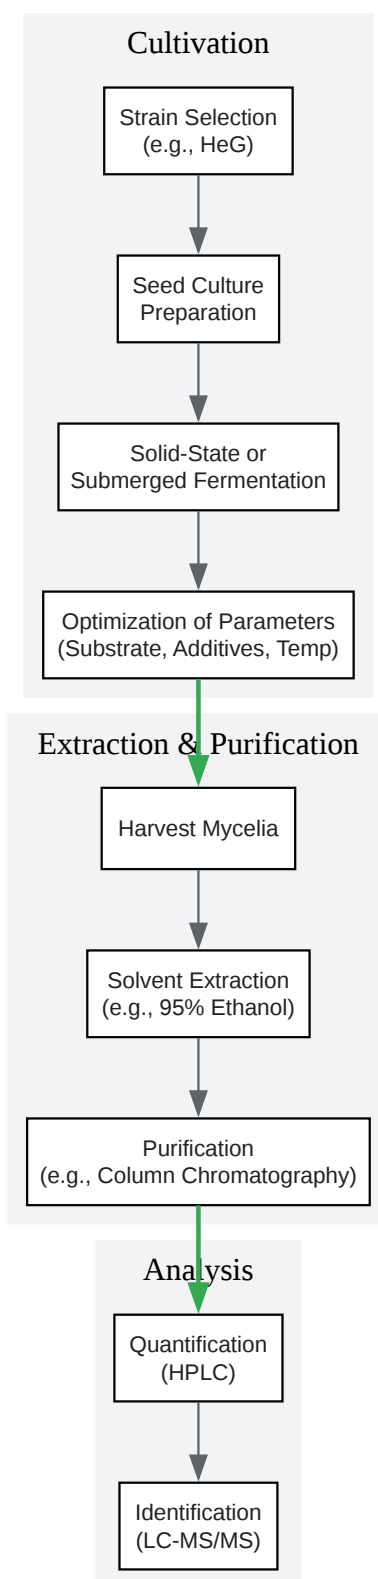 Cultivation
Strain Selection
(e.g., HeG)
Seed Culture
Preparation
Solid-State or
Submerged Fermentation
Optimization of Parameters
(Substrate, Additives, Temp)
Extraction & Purification
Harvest Mycelia
Solvent Extraction
(e.g., 95% Ethanol)
Purification
(e.g., Column Chromatography)
Analysis
Quantification
(HPLC)
Identification
(LC-MS/MS)